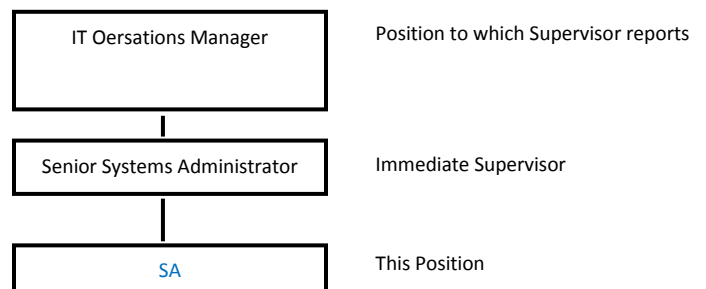 IT Oersations Manager
Position to which Supervisor reports
Senior Systems Administrator
Immediate Supervisor
SA
This Position